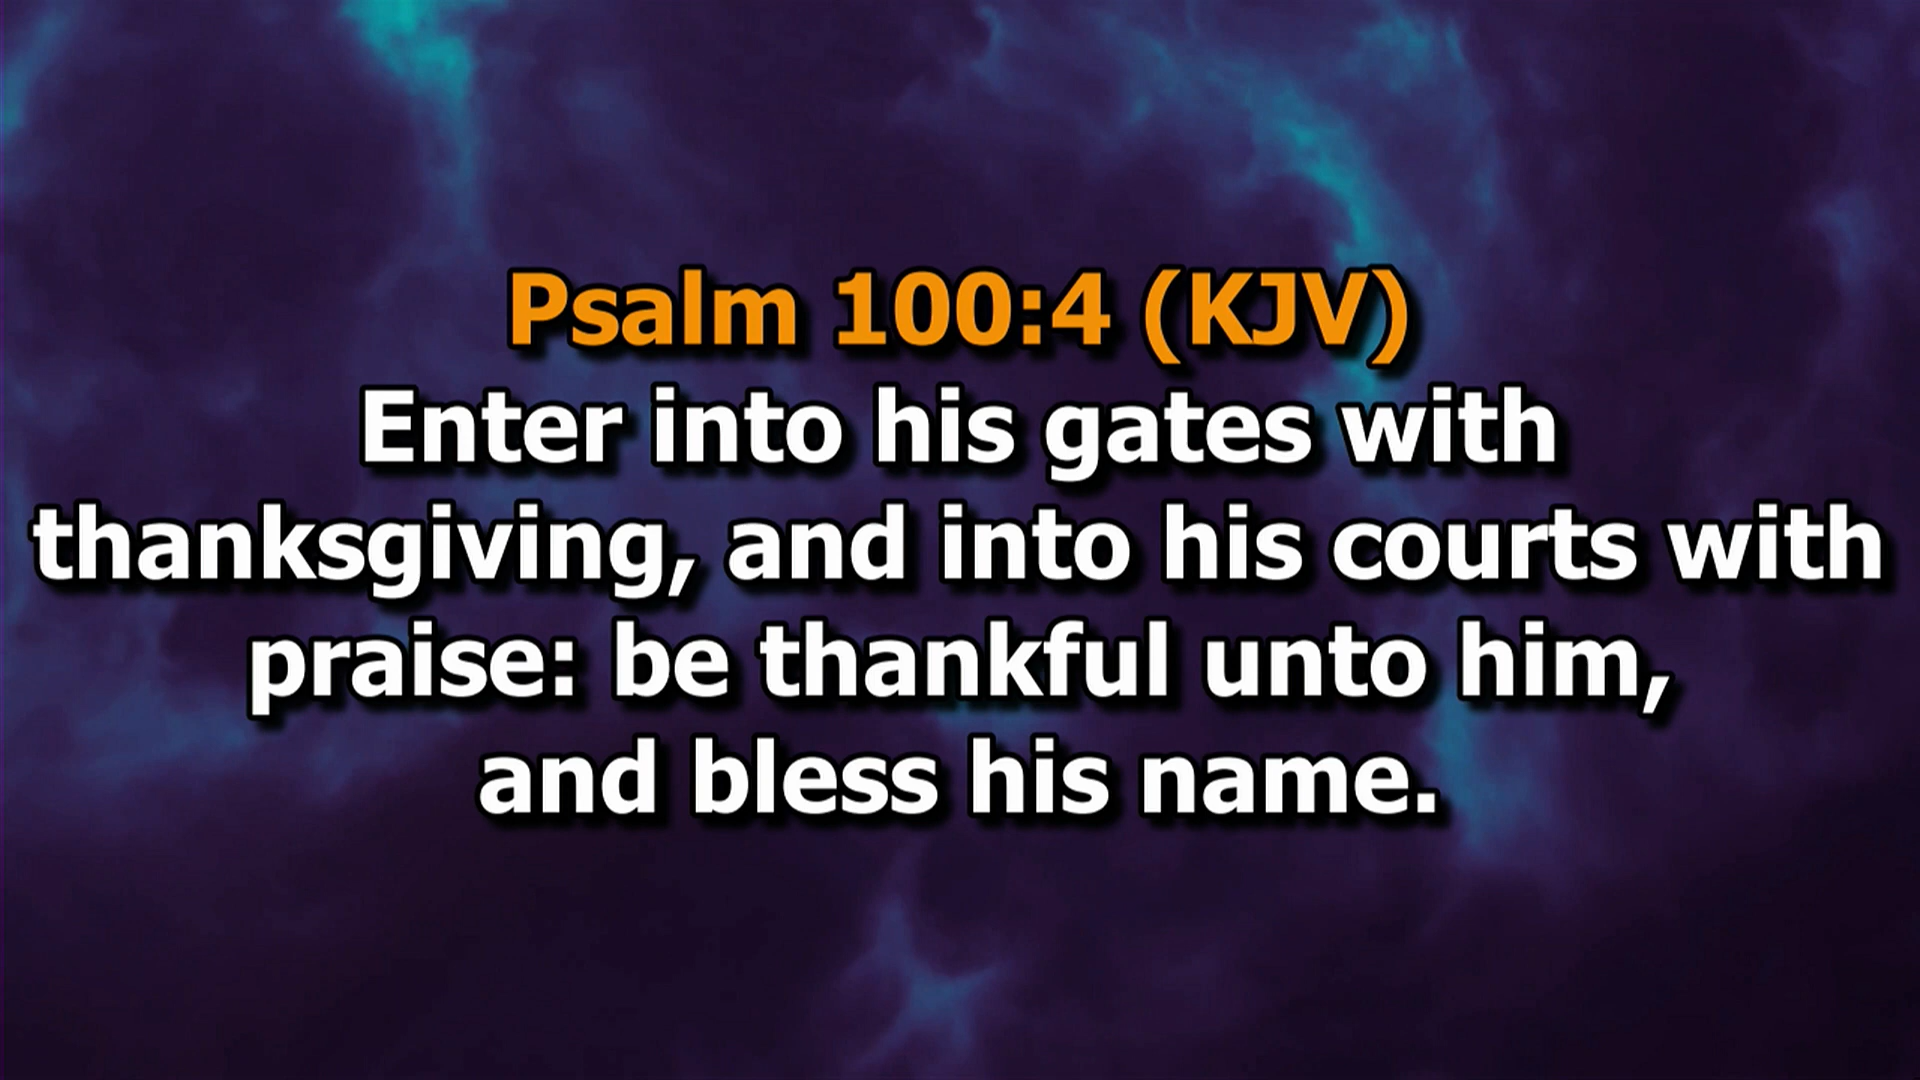 Psalm 100:4 (KJV)
Enter into his gates with
thanksgiving, and into his courts with
praise: be thankful unto him,
and bless his name.